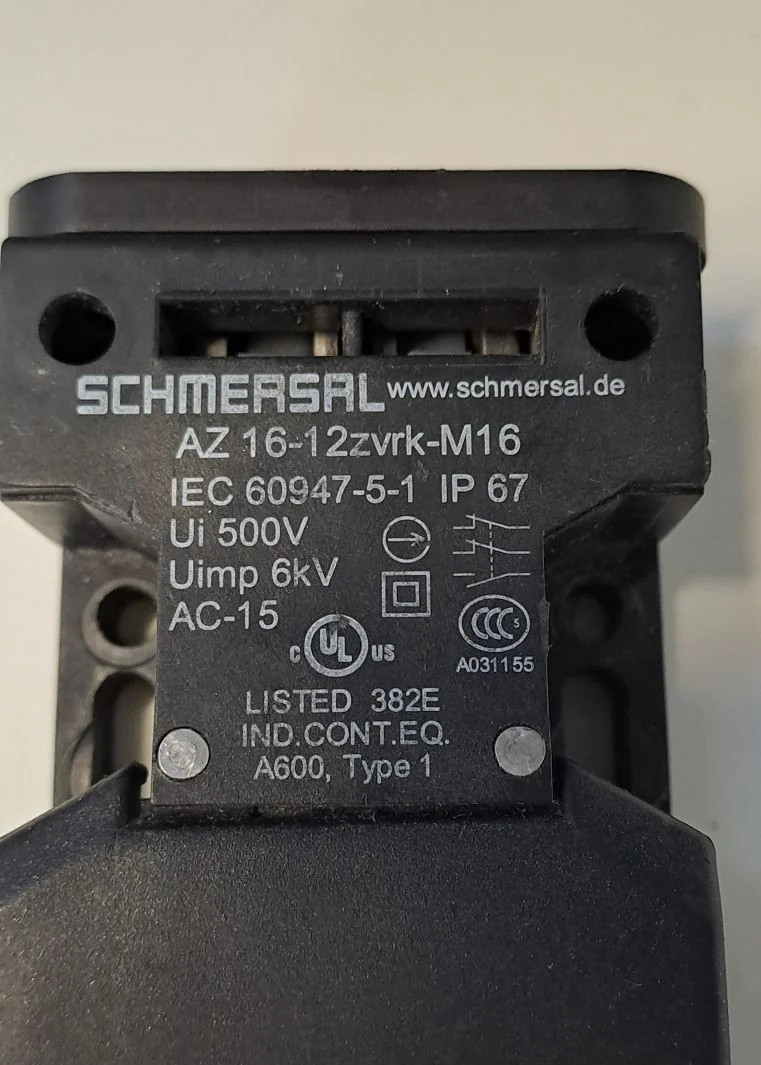 SCHMERSAL www.schmersal.de
AZ 16-12zvrk-M16
IEC 60947-5-1 IP 67
Ui 500V
Uimp 6kV
AC-15
CCC S
A031155
c UL us
LISTED 382E
IND.CONT.EQ.
A600, Type 1